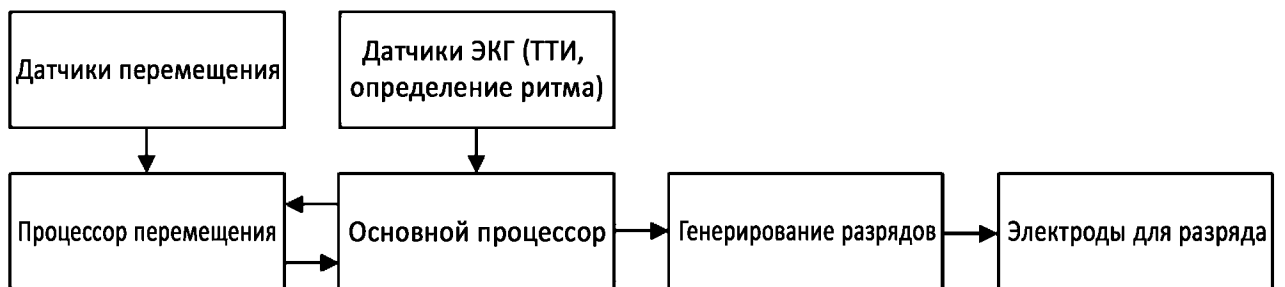 Датчики перемещения
Датчики ЭКГ (ТТИ,
определение ритма)
Процессор перемещения
Основной процессор
Генерирование разрядов
Электроды для разряда